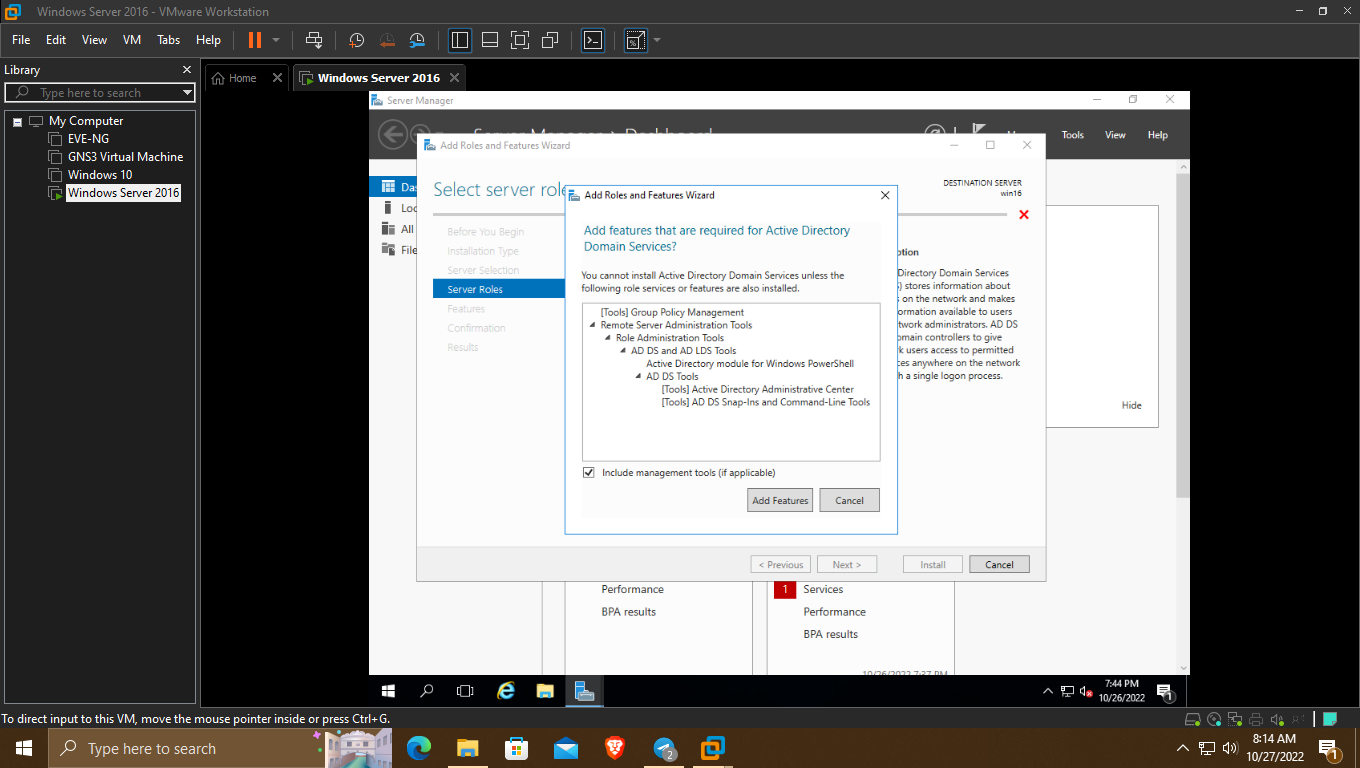 Windows Server 2016 - VMware Workstation
File Edit View VM Tabs Help
Library
Type here to search
My Computer
EVE-NG
GNS3 Virtual Machine
Windows 10
Windows Server 2016
Home
Windows Server 2016
Server Manager
Tools View Help
Add Roles and Features Wizard
Select server role
DESTINATION SERVER
win16
Before You Begin
Installation Type
Server Selection
Server Roles
Features
Confirmation
Results
Add Roles and Features Wizard
Add features that are required for Active Directory
Domain Services?
You cannot install Active Directory Domain Services unless the
following role services or features are also installed.
[Tools] Group Policy Management
Remote Server Administration Tools
Role Administration Tools
AD DS and AD LDS Tools
Active Directory module for Windows PowerShell
AD DS Tools
[Tools] Active Directory Administrative Center
[Tools] AD DS Snap-Ins and Command-Line Tools
Include management tools (if applicable)
Add Features Cancel
ption
Directory Domain Services
) stores information about
s on the network and makes
ormation available to users
twork administrators. AD DS
omain controllers to give
k users access to permitted
ces anywhere on the network
h a single logon process.
Hide
< Previous Next > Install Cancel
Performance
BPA results
1 Services
Performance
BPA results
10/26/2022 7:37 PM
7:44 PM
10/26/2022
1
To direct input to this VM, move the mouse pointer inside or press Ctrl+G.
Type here to search
2
8:14 AM
10/27/2022
1